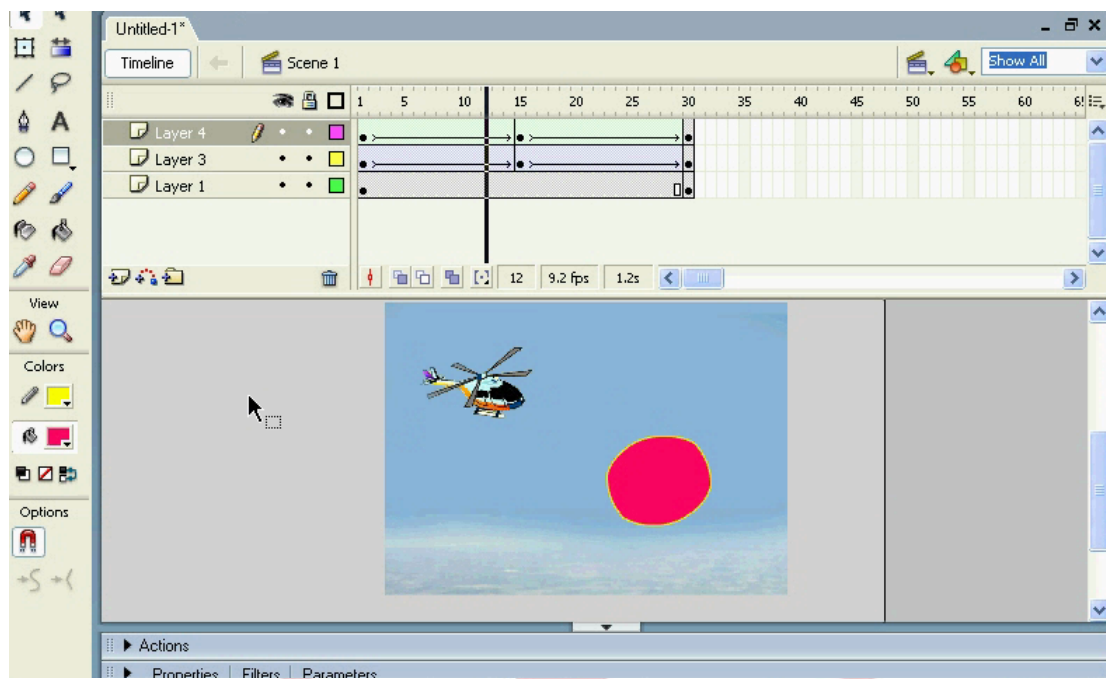 Untitled-1*
Timeline Scene 1 Show All
1 5 10 15 20 25 30 35 40 45 50 55 60
Layer 4
Layer 3
Layer 1
12 9.2 fps 1.2s
A
View
Colors
Options
Actions
Properties Filters Parameters